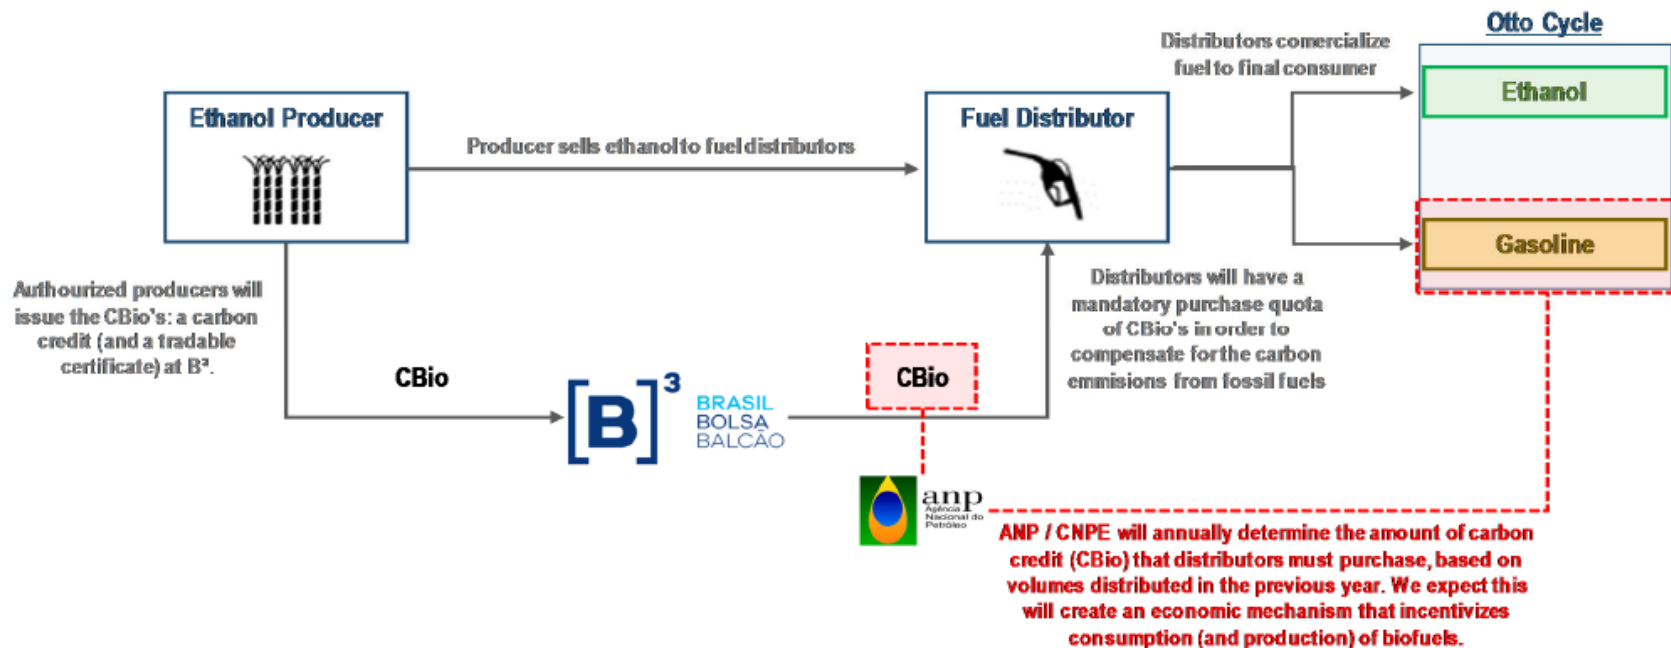 Otto Cycle
Distributors comercialize
fuel to final consumer
Ethanol
Ethanol Producer
Producer sells ethanol to fuel distributors
Fuel Distributor
Gasoline
Authourized producers will
issue the CBio's: a carbon
credit (and a tradable
certificate) at B³.
Distributors will have a
mandatory purchase quota
of CBio's in order to
compensate for the carbon
emmisions from fossil fuels
CBio
CBio
[B]³
BRASIL
BOLSA
BALCÃO
anp
Agência
Nacional do
Petróleo
ANP / CNPE will annually determine the amount of carbon
credit (CBio) that distributors must purchase, based on
volumes distributed in the previous year. We expect this
will create an economic mechanism that incentivizes
consumption (and production) of biofuels.